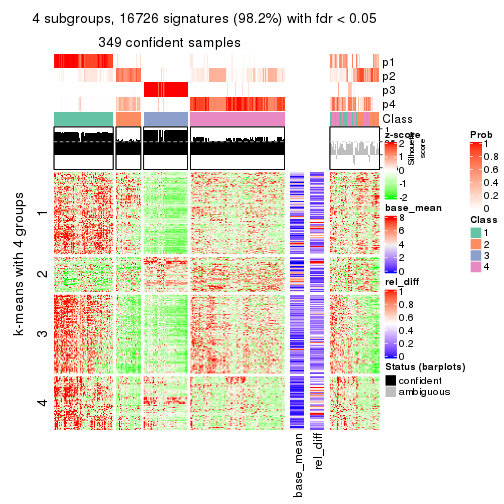 4 subgroups, 16726 signatures (98.2%) with fdr < 0.05
349 confident samples
p1
p2
p3
p4
Class
1
Silhouette
score
k-means with 4 groups
1
2
3
4
base_mean
rel_diff
z-score
2
1
0
-1
-2
base_mean
8
6
4
2
0
rel_diff
1
0.8
0.6
0.4
0.2
0
Status (barplots)
confident
ambiguous
Prob
1
0.8
0.6
0.4
0.2
0
Class
1
2
3
4